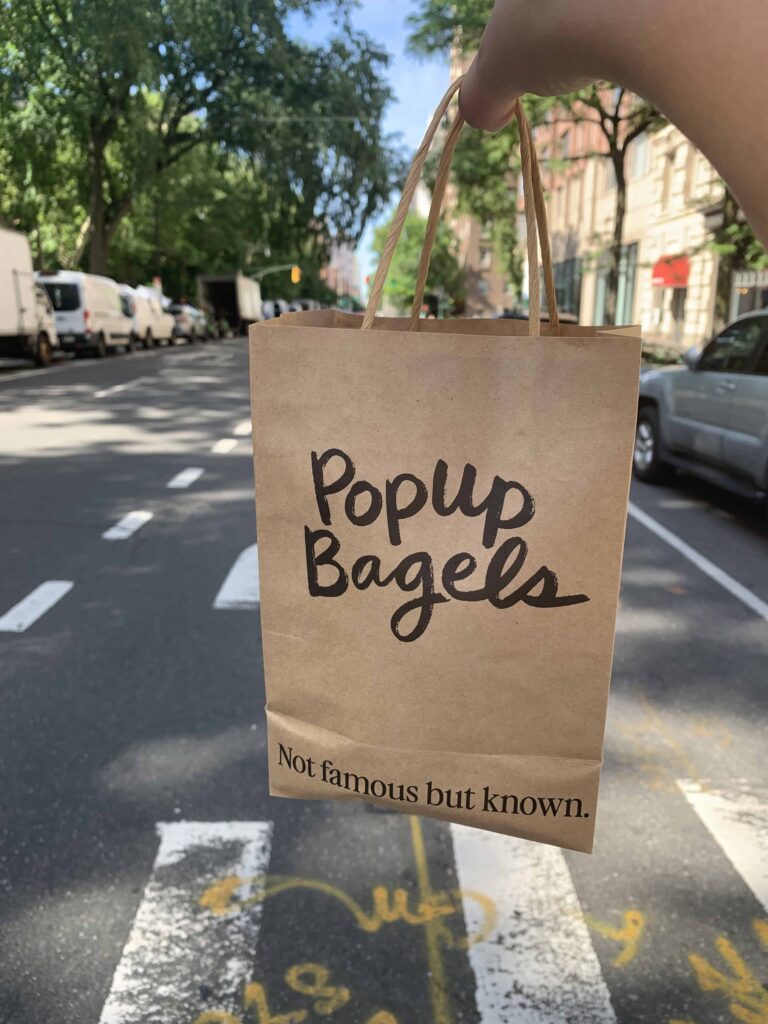 PopUp
Bagels
Not famous but known.